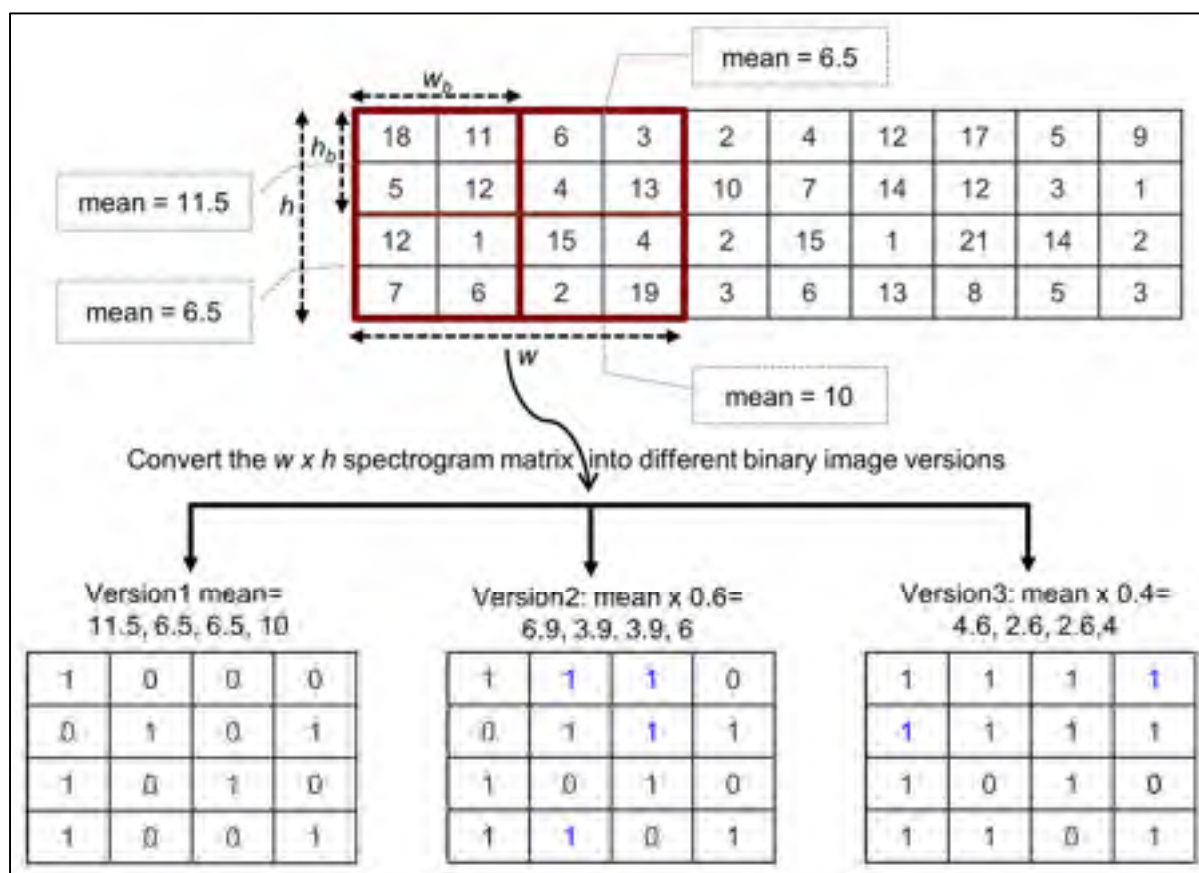 mean = 6.5
w_b
18 11 6 3 2 4 12 17 5 9
h_b
5 12 4 13 10 7 14 12 3 1
mean = 11.5
h
12 1 15 4 2 15 1 21 14 2
7 6 2 19 3 6 13 8 5 3
mean = 6.5
w
mean = 10
Convert the w x h spectrogram matrix into different binary image versions
Version1 mean=
11.5, 6.5, 6.5, 10
1 0 0 0
0 1 0 1
1 0 1 0
1 0 0 1
Version2: mean x 0.6=
6.9, 3.9, 3.9, 6
1 1 1 0
0 1 1 1
1 0 1 0
1 1 0 1
Version3: mean x 0.4=
4.6, 2.6, 2.6,4
1 1 1 1
1 1 1 1
1 0 1 0
1 1 0 1